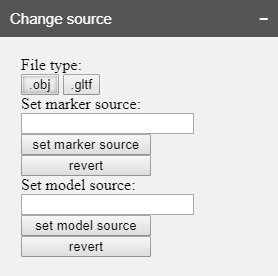 Change source −
File type:
.obj .gltf
Set marker source:
set marker source
revert
Set model source:
set model source
revert